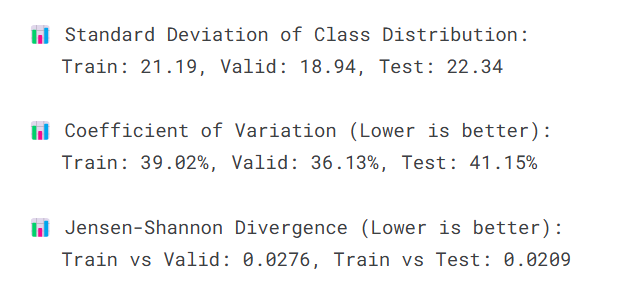 📊 Standard Deviation of Class Distribution:
Train: 21.19, Valid: 18.94, Test: 22.34
📊 Coefficient of Variation (Lower is better):
Train: 39.02%, Valid: 36.13%, Test: 41.15%
📊 Jensen-Shannon Divergence (Lower is better):
Train vs Valid: 0.0276, Train vs Test: 0.0209